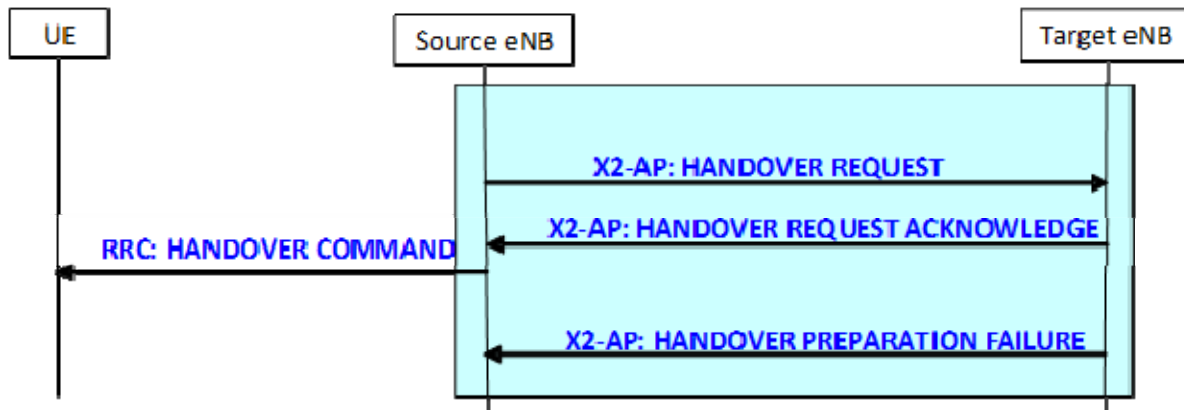 UE
Source eNB
Target eNB
X2-AP: HANDOVER REQUEST
X2-AP: HANDOVER REQUEST ACKNOWLEDGE
RRC: HANDOVER COMMAND
X2-AP: HANDOVER PREPARATION FAILURE